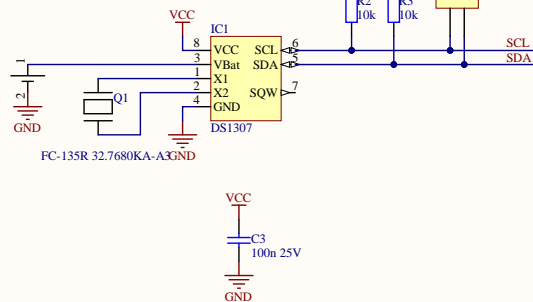 R2
10k
R3
10k
VCC
IC1
8
VCC
SCL
6
SCL
3
VBat
SDA
5
SDA
1
X1
2
X2
SQW
7
4
GND
DS1307
1
2
GND
Q1
FC-135R 32.7680KA-A3
GND
VCC
C3
100n 25V
GND